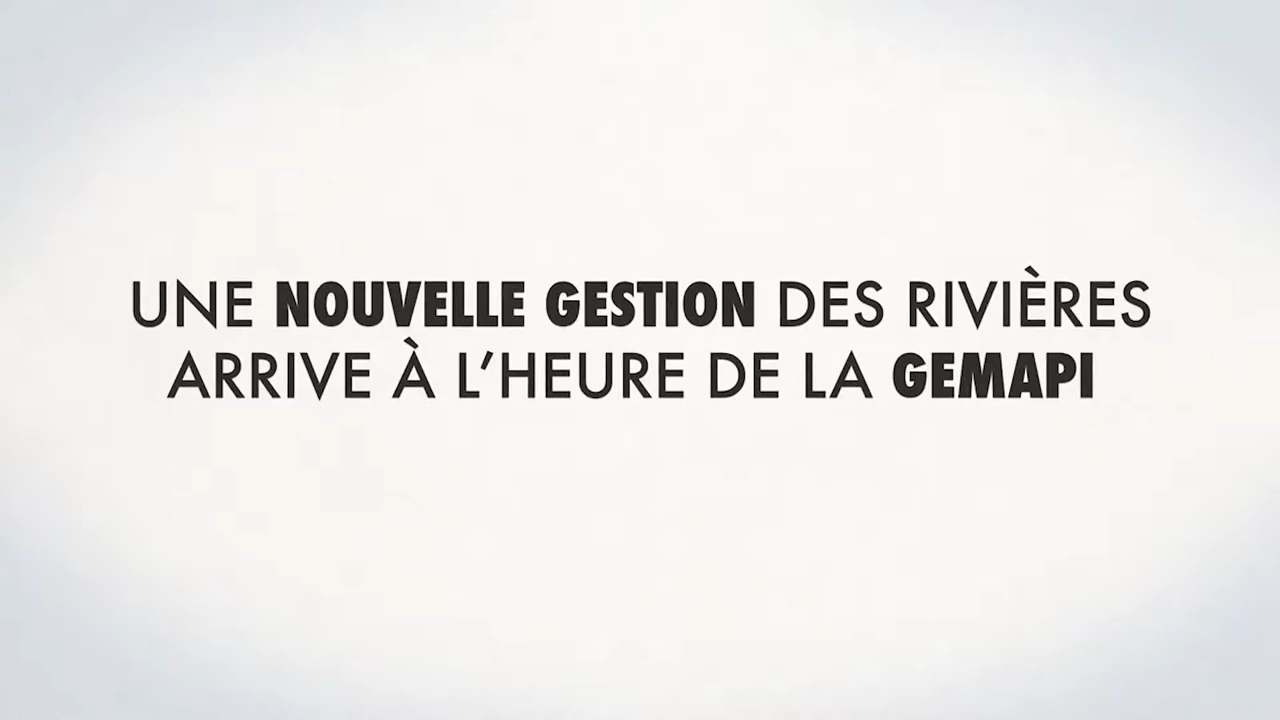 UNE NOUVELLE GESTION DES RIVIÈRES
ARRIVE À L’HEURE DE LA GEMAPI